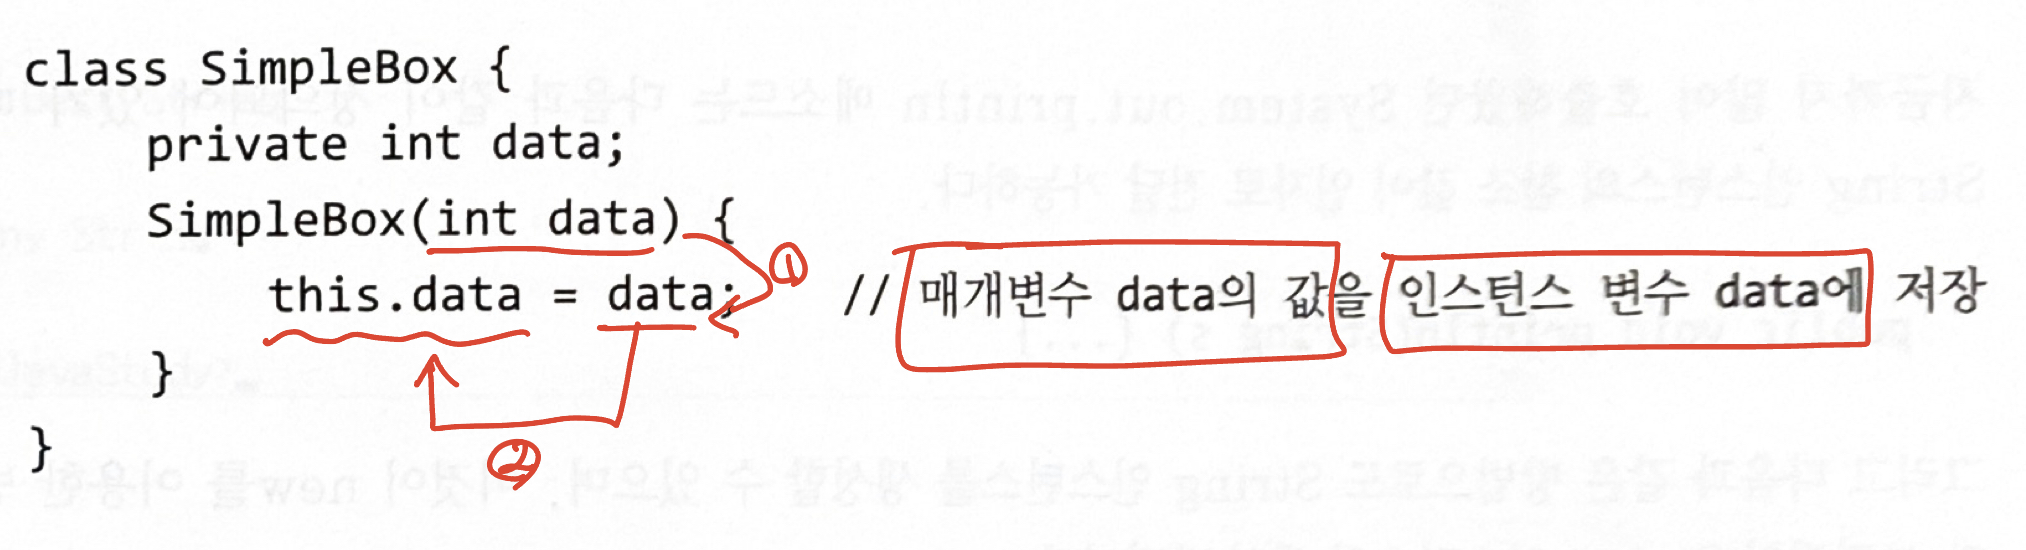 class SimpleBox {
private int data;
SimpleBox(int data) {
this.data = data; // 매개변수 data의 값을 인스턴스 변수 data에 저장
①
}
②
}